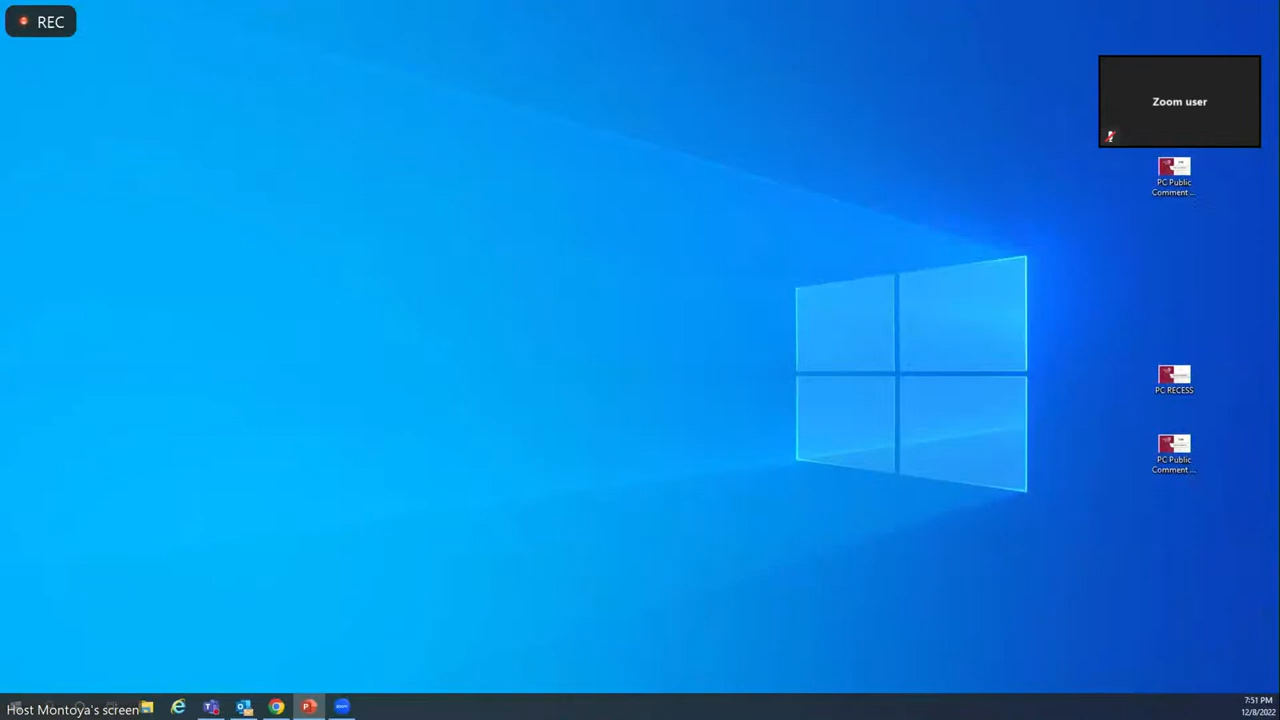 REC
Zoom user
PC Public
Comment ...
PC RECESS
PC Public
Comment ...
Host Montoya's screen
zoom
7:51 PM
12/8/2022